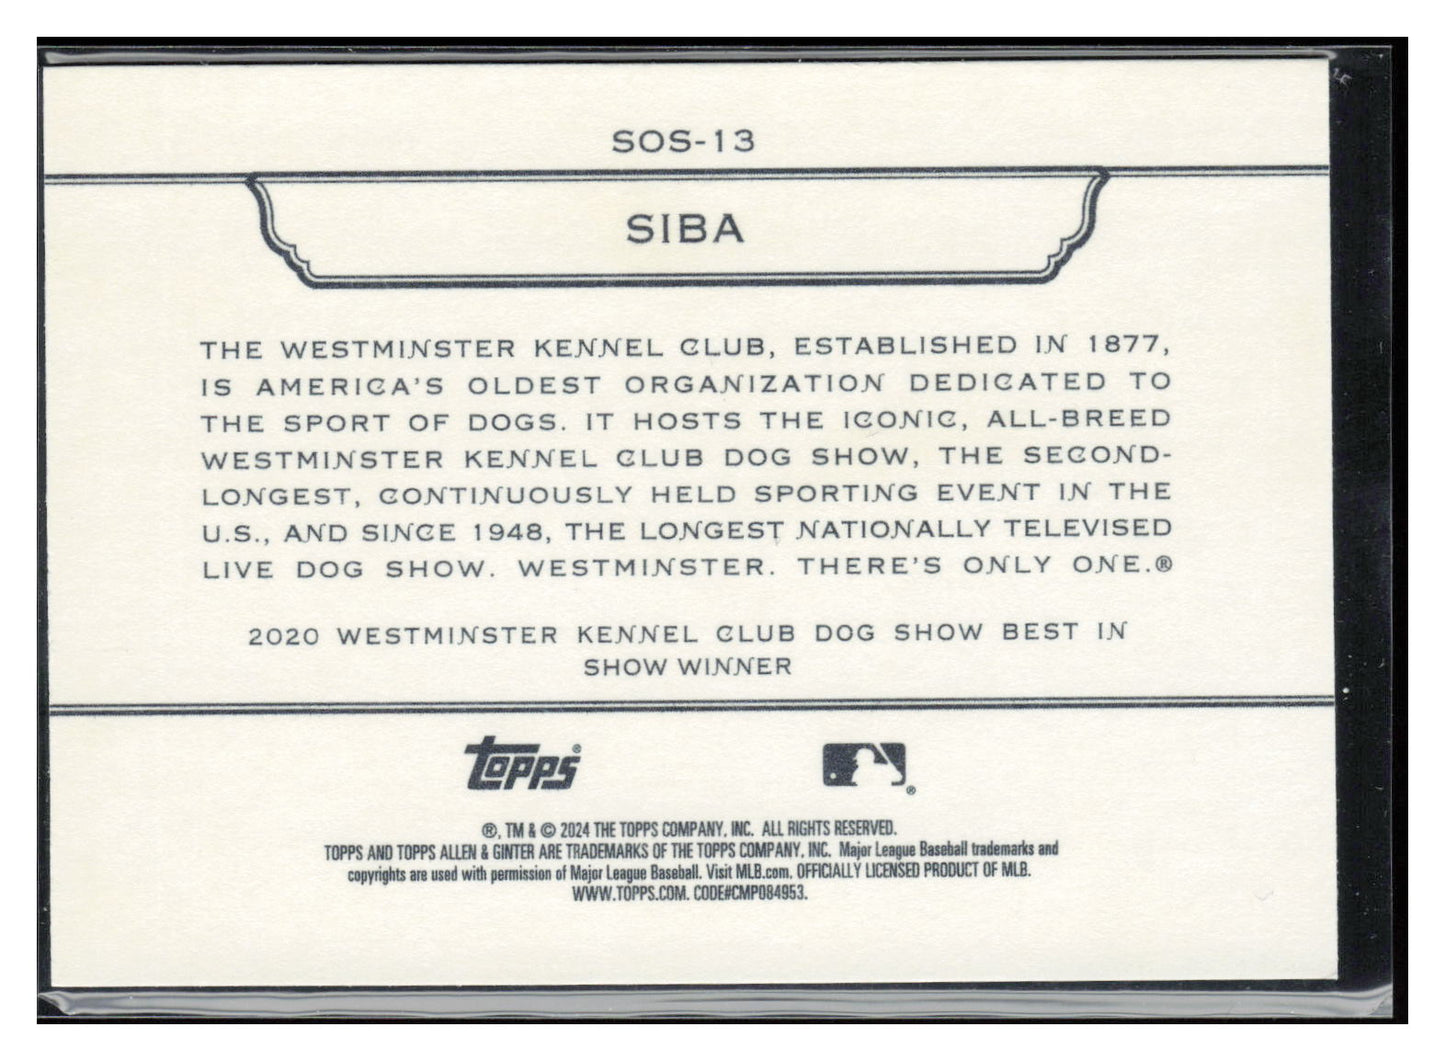 SOS-13
SIBA
THE WESTMINSTER KENNEL CLUB, ESTABLISHED IN 1877,
IS AMERICA'S OLDEST ORGANIZATION DEDICATED TO
THE SPORT OF DOGS. IT HOSTS THE ICONIC, ALL-BREED
WESTMINSTER KENNEL CLUB DOG SHOW, THE SECOND-
LONGEST, CONTINUOUSLY HELD SPORTING EVENT IN THE
U.S., AND SINCE 1948, THE LONGEST NATIONALLY TELEVISED
LIVE DOG SHOW. WESTMINSTER. THERE'S ONLY ONE.®
2020 WESTMINSTER KENNEL CLUB DOG SHOW BEST IN
SHOW WINNER
Topps® ®
®, TM & © 2024 THE TOPPS COMPANY, INC. ALL RIGHTS RESERVED.
TOPPS AND TOPPS ALLEN & GINTER ARE TRADEMARKS OF THE TOPPS COMPANY, INC. Major League Baseball trademarks and
copyrights are used with permission of Major League Baseball. Visit MLB.com. OFFICIALLY LICENSED PRODUCT OF MLB.
WWW.TOPPS.COM. CODE#CMP084953.